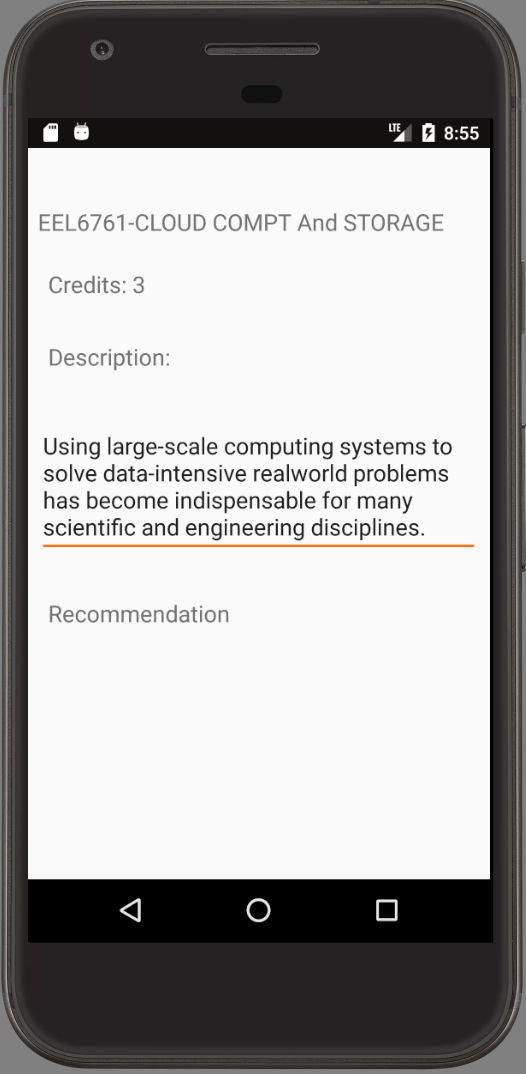 LTE 8:55
EEL6761-CLOUD COMPT And STORAGE
Credits: 3
Description:
Using large-scale computing systems to
solve data-intensive realworld problems
has become indispensable for many
scientific and engineering disciplines.
Recommendation